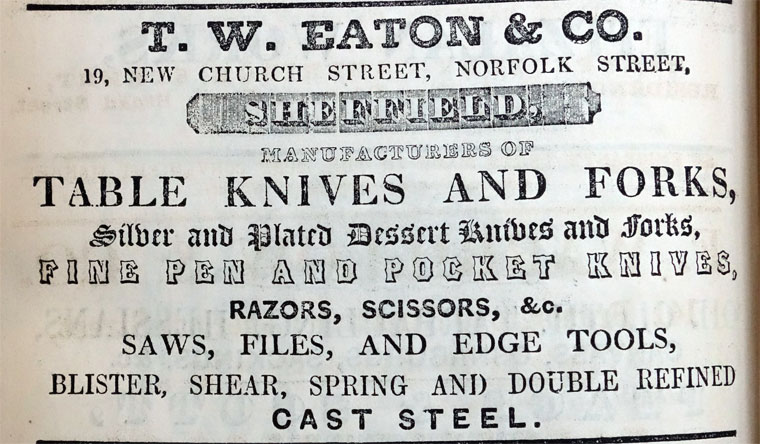 T. W. EATON & CO.
19, NEW CHURCH STREET, NORFOLK STREET,
SHEFFIELD,
MANUFACTURERS OF
TABLE KNIVES AND FORKS,
Silver and Plated Dessert Knives and Forks,
FINE PEN AND POCKET KNIVES,
RAZORS, SCISSORS, &c.
SAWS, FILES, AND EDGE TOOLS,
BLISTER, SHEAR, SPRING AND DOUBLE REFINED
CAST STEEL.